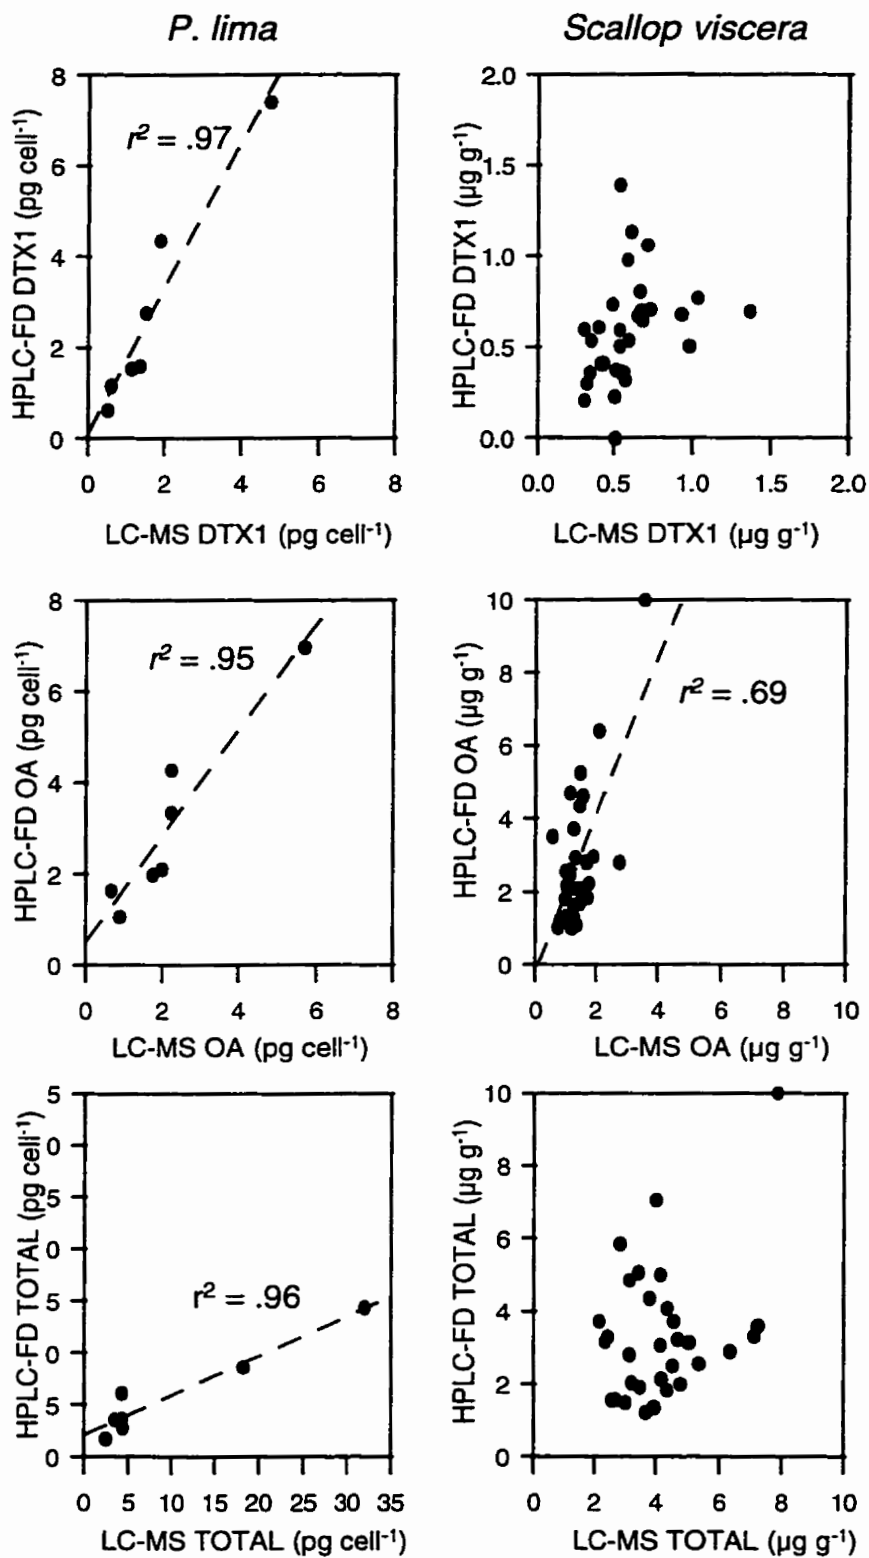 P. lima
Scallop viscera
HPLC-FD DTX1 (pg cell⁻¹)
8
6
4
2
0
r² = .97
0 2 4 6 8
LC-MS DTX1 (pg cell⁻¹)
HPLC-FD DTX1 (µg g⁻¹)
2.0
1.5
1.0
0.5
0.0
0.0 0.5 1.0 1.5 2.0
LC-MS DTX1 (µg g⁻¹)
HPLC-FD OA (pg cell⁻¹)
8
6
4
2
0
r² = .95
0 2 4 6 8
LC-MS OA (pg cell⁻¹)
HPLC-FD OA (µg g⁻¹)
10
8
6
4
2
0
r² = .69
0 2 4 6 8 10
LC-MS OA (µg g⁻¹)
HPLC-FD TOTAL (pg cell⁻¹)
5
0
5
0
5
0
5
0
r² = .96
0 5 10 15 20 25 30 35
LC-MS TOTAL (pg cell⁻¹)
HPLC-FD TOTAL (µg g⁻¹)
10
8
6
4
2
0
0 2 4 6 8 10
LC-MS TOTAL (µg g⁻¹)